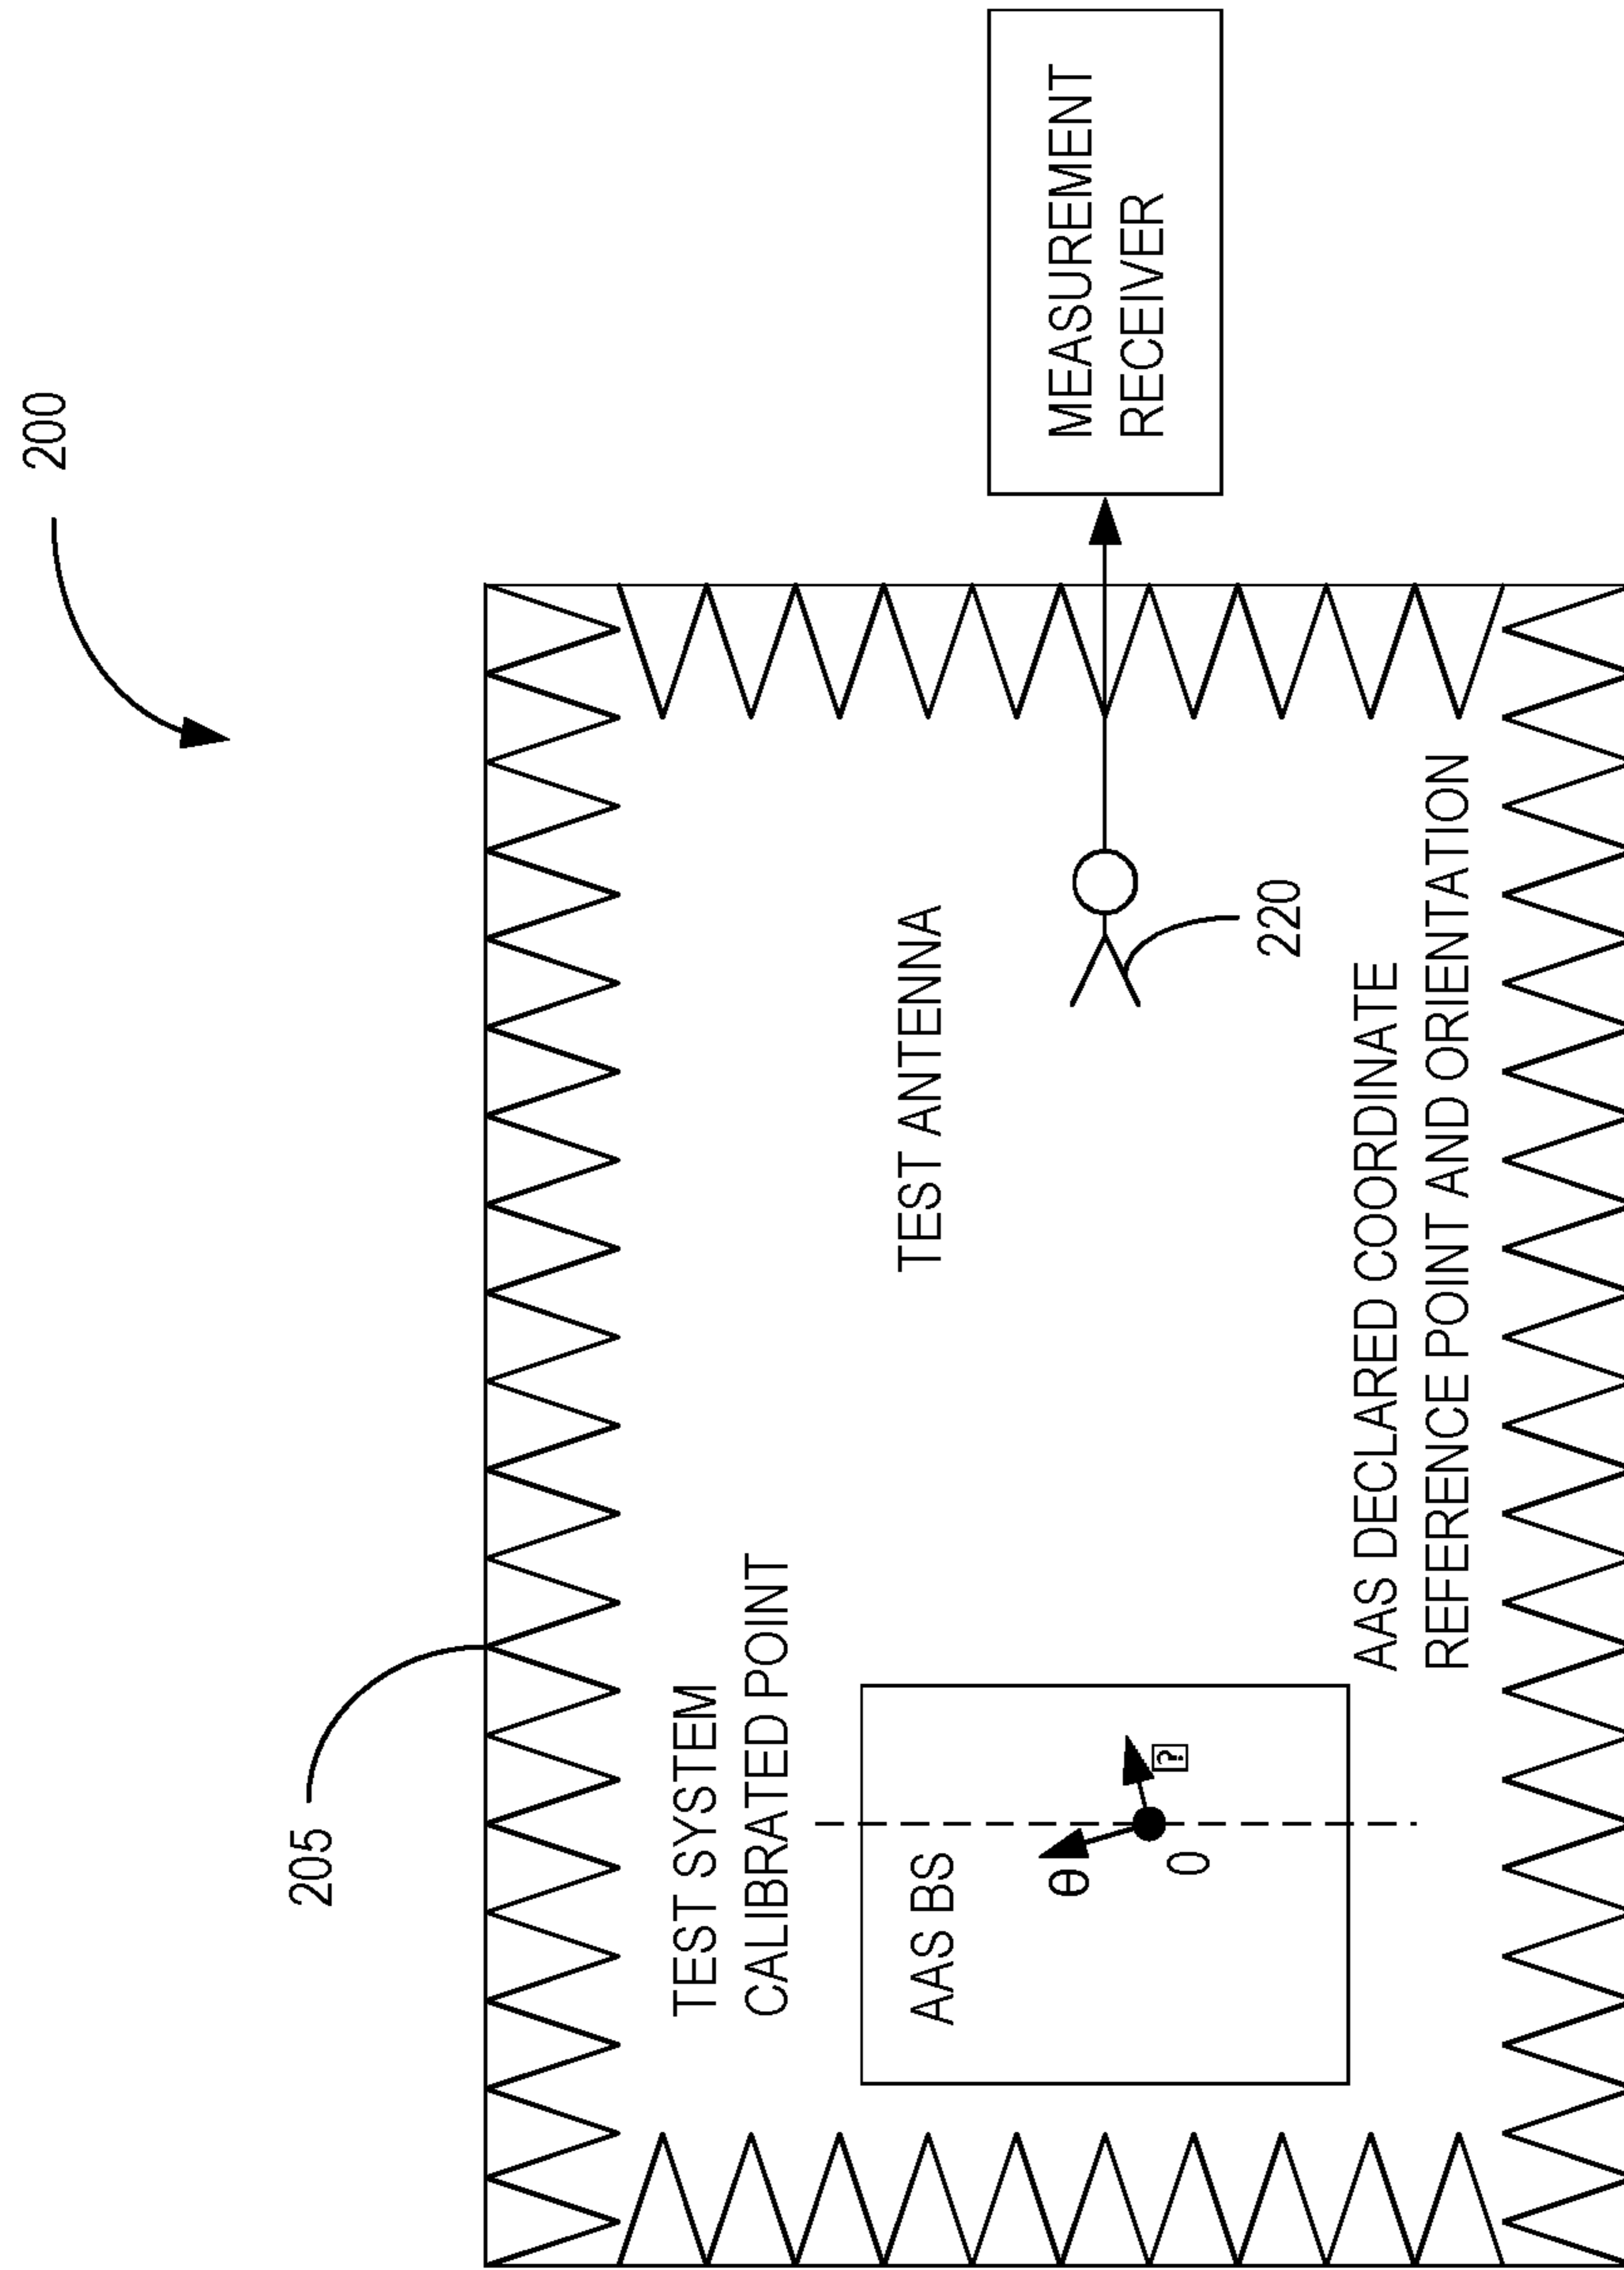 200
205
TEST SYSTEM
CALIBRATED POINT
AAS BS
θ
0
TEST ANTENNA
220
MEASUREMENT
RECEIVER
AAS DECLARED COORDINATE
REFERENCE POINT AND ORIENTATION